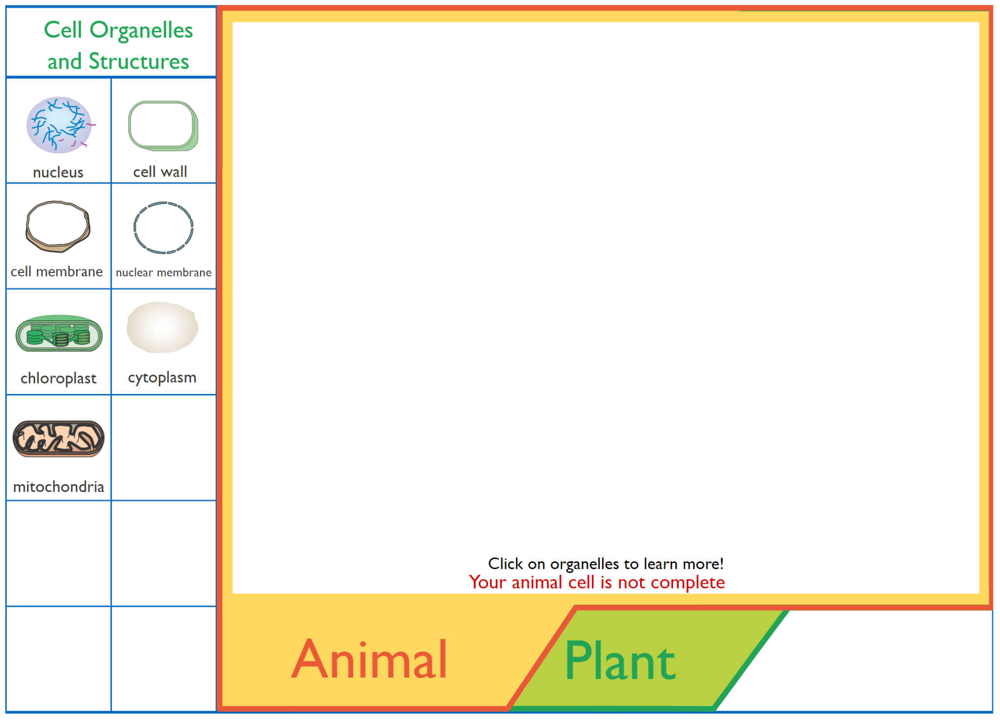 Cell Organelles
and Structures
nucleus
cell wall
cell membrane
nuclear membrane
chloroplast
cytoplasm
mitochondria
Click on organelles to learn more!
Your animal cell is not complete
Animal
Plant